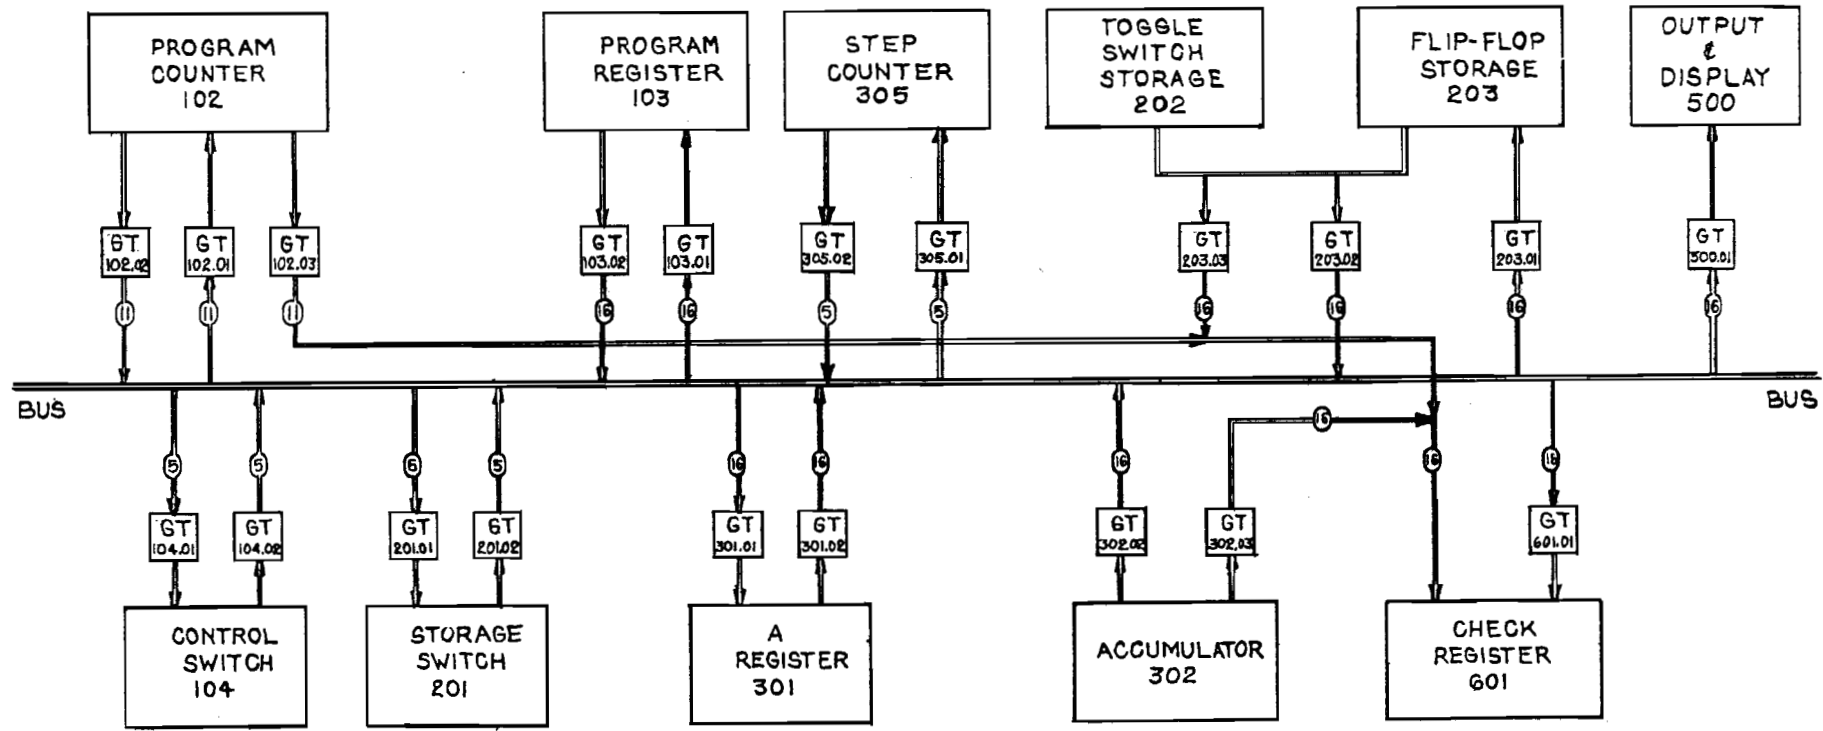 PROGRAM
COUNTER
102
PROGRAM
REGISTER
103
STEP
COUNTER
305
TOGGLE
SWITCH
STORAGE
202
FLIP-FLOP
STORAGE
203
OUTPUT
&
DISPLAY
500
GT
102.02
GT
102.01
GT
102.03
GT
103.02
GT
103.01
GT
305.02
GT
305.01
GT
203.03
GT
203.02
GT
203.01
GT
500.01
11
11
11
16
16
5
5
16
16
16
16
BUS
BUS
5
5
6
5
16
16
16
16
16
16
GT
104.01
GT
104.02
GT
201.01
GT
201.02
GT
301.01
GT
301.02
GT
302.02
GT
302.03
GT
601.01
CONTROL
SWITCH
104
STORAGE
SWITCH
201
A
REGISTER
301
ACCUMULATOR
302
CHECK
REGISTER
601